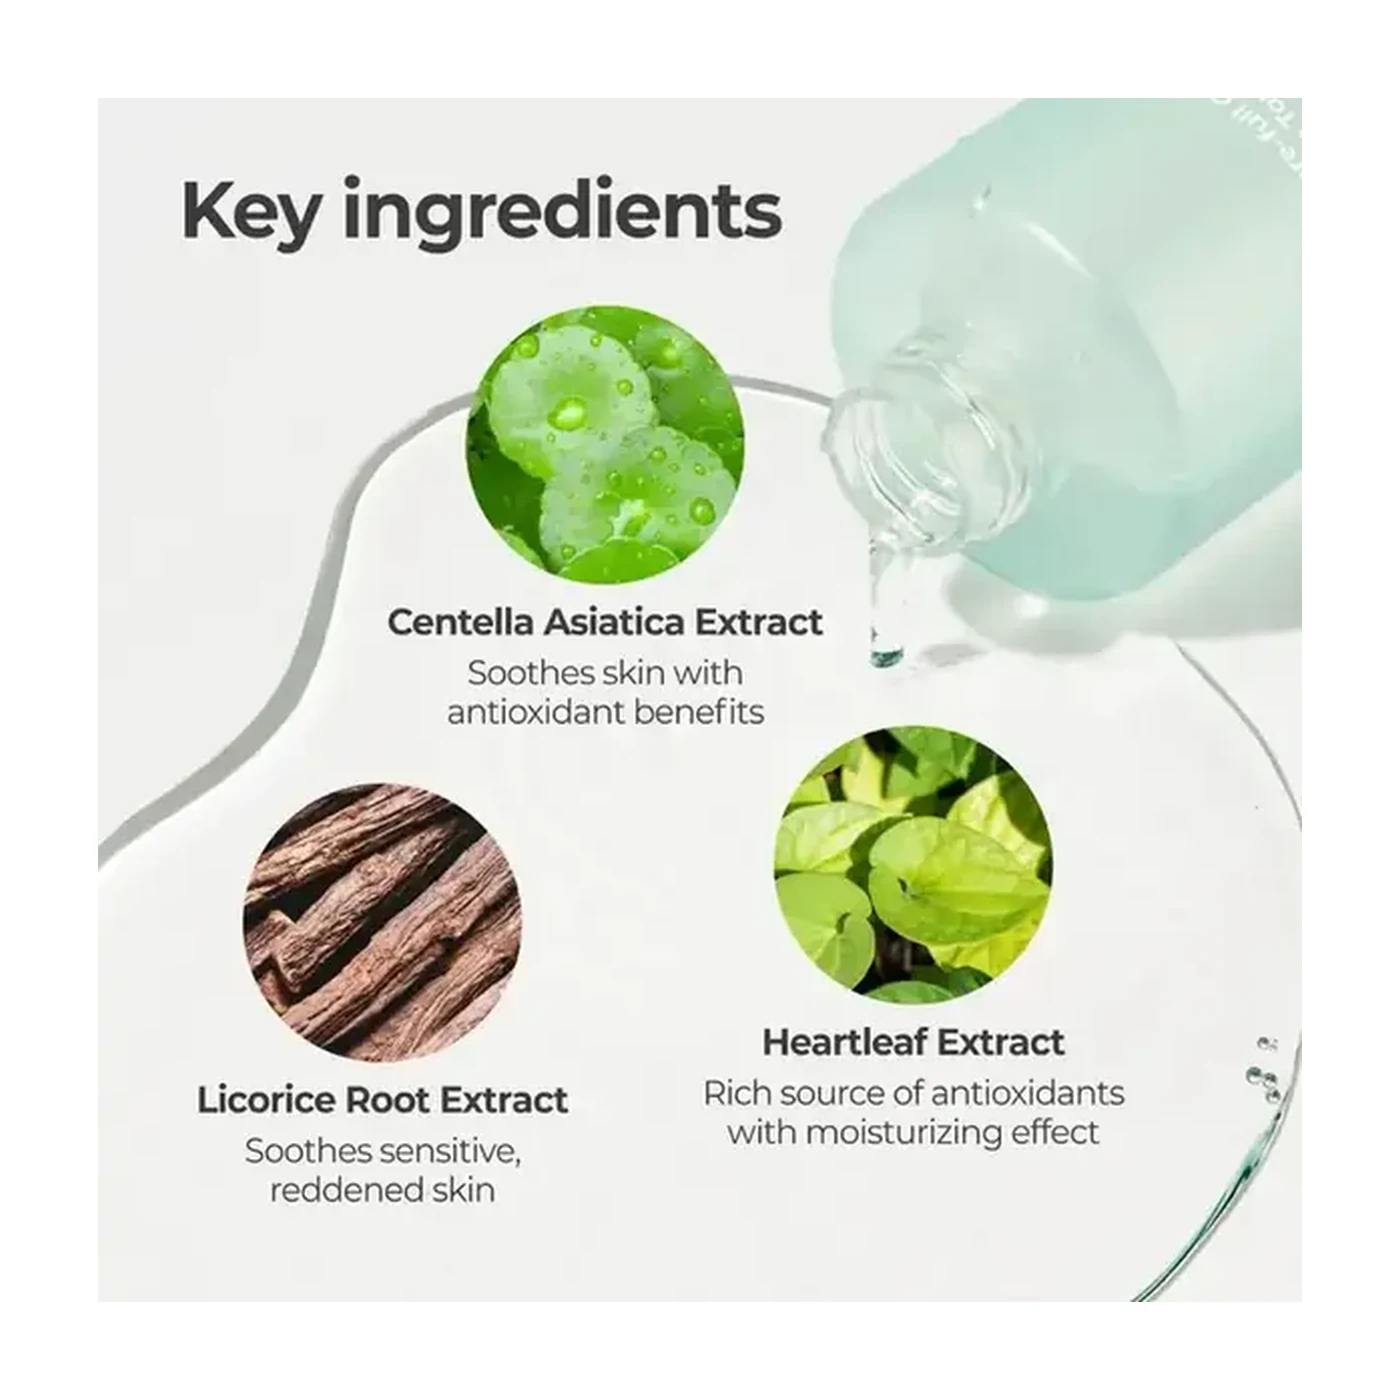 Key ingredients
Centella Asiatica Extract
Soothes skin with
antioxidant benefits
Licorice Root Extract
Soothes sensitive,
reddened skin
Heartleaf Extract
Rich source of antioxidants
with moisturizing effect